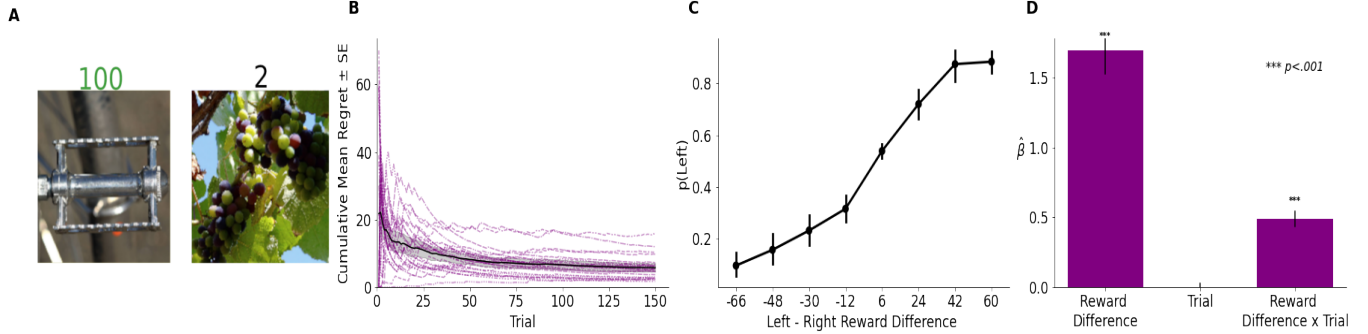 A
100
2
B
Cumulative Mean Regret ± SE
60
40
20
0
0 25 50 75 100 125 150
Trial
C
p(Left)
0.8
0.6
0.4
0.2
-66 -48 -30 -12 6 24 42 60
Left - Right Reward Difference
D
β̂
1.5
1.0
0.5
0.0
***
*** p<.001
***
Reward
Difference
Trial
Reward
Difference x Trial